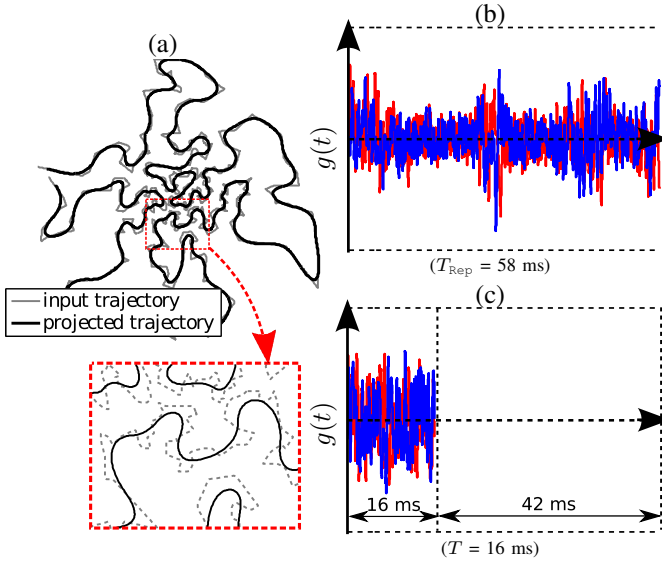 (a)
input trajectory
projected trajectory
(b)
g(t)
(T_Rep = 58 ms)
(c)
g(t)
16 ms
42 ms
(T = 16 ms)